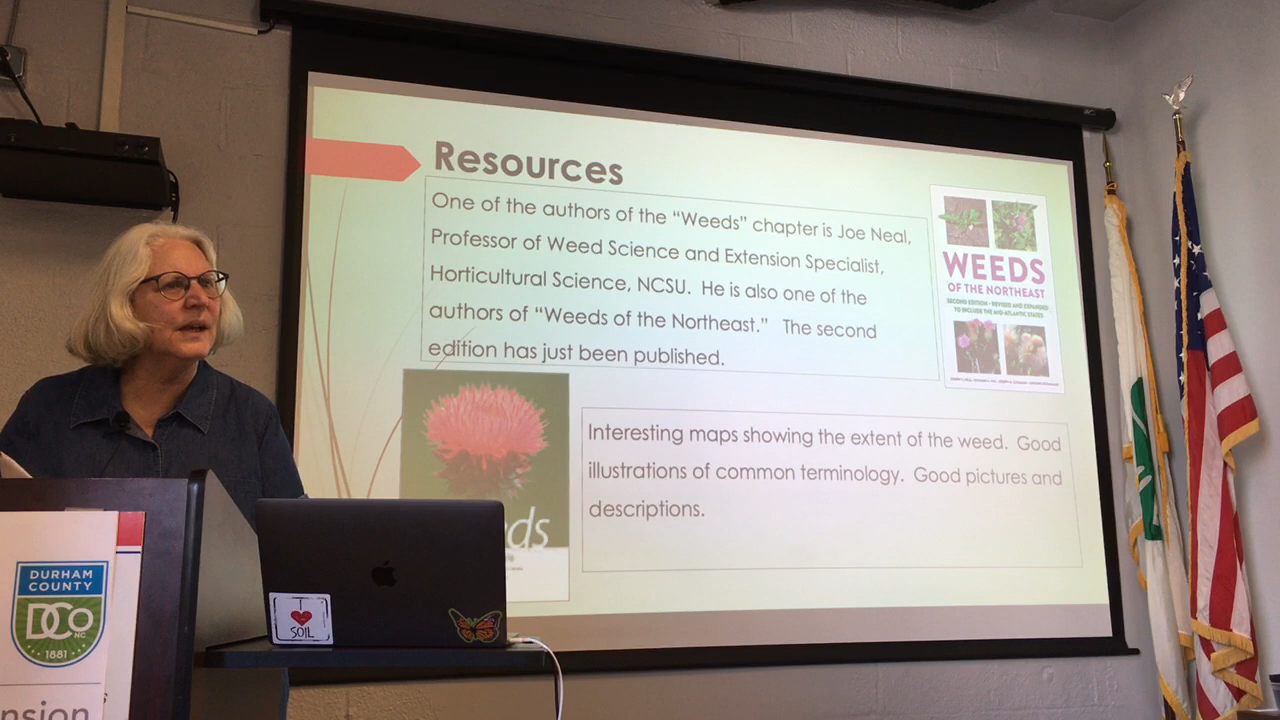 Resources
One of the authors of the “Weeds” chapter is Joe Neal,
Professor of Weed Science and Extension Specialist,
Horticultural Science, NCSU.  He is also one of the
authors of “Weeds of the Northeast.”   The second
edition has just been published.
WEEDS
OF THE NORTHEAST
SECOND EDITION • REVISED AND EXPANDED
TO INCLUDE THE MID-ATLANTIC STATES
Interesting maps showing the extent of the weed.  Good
illustrations of common terminology.  Good pictures and
descriptions.
ds
I
SOIL
DURHAM
COUNTY
DCo
NC
• 1881 •
nsion